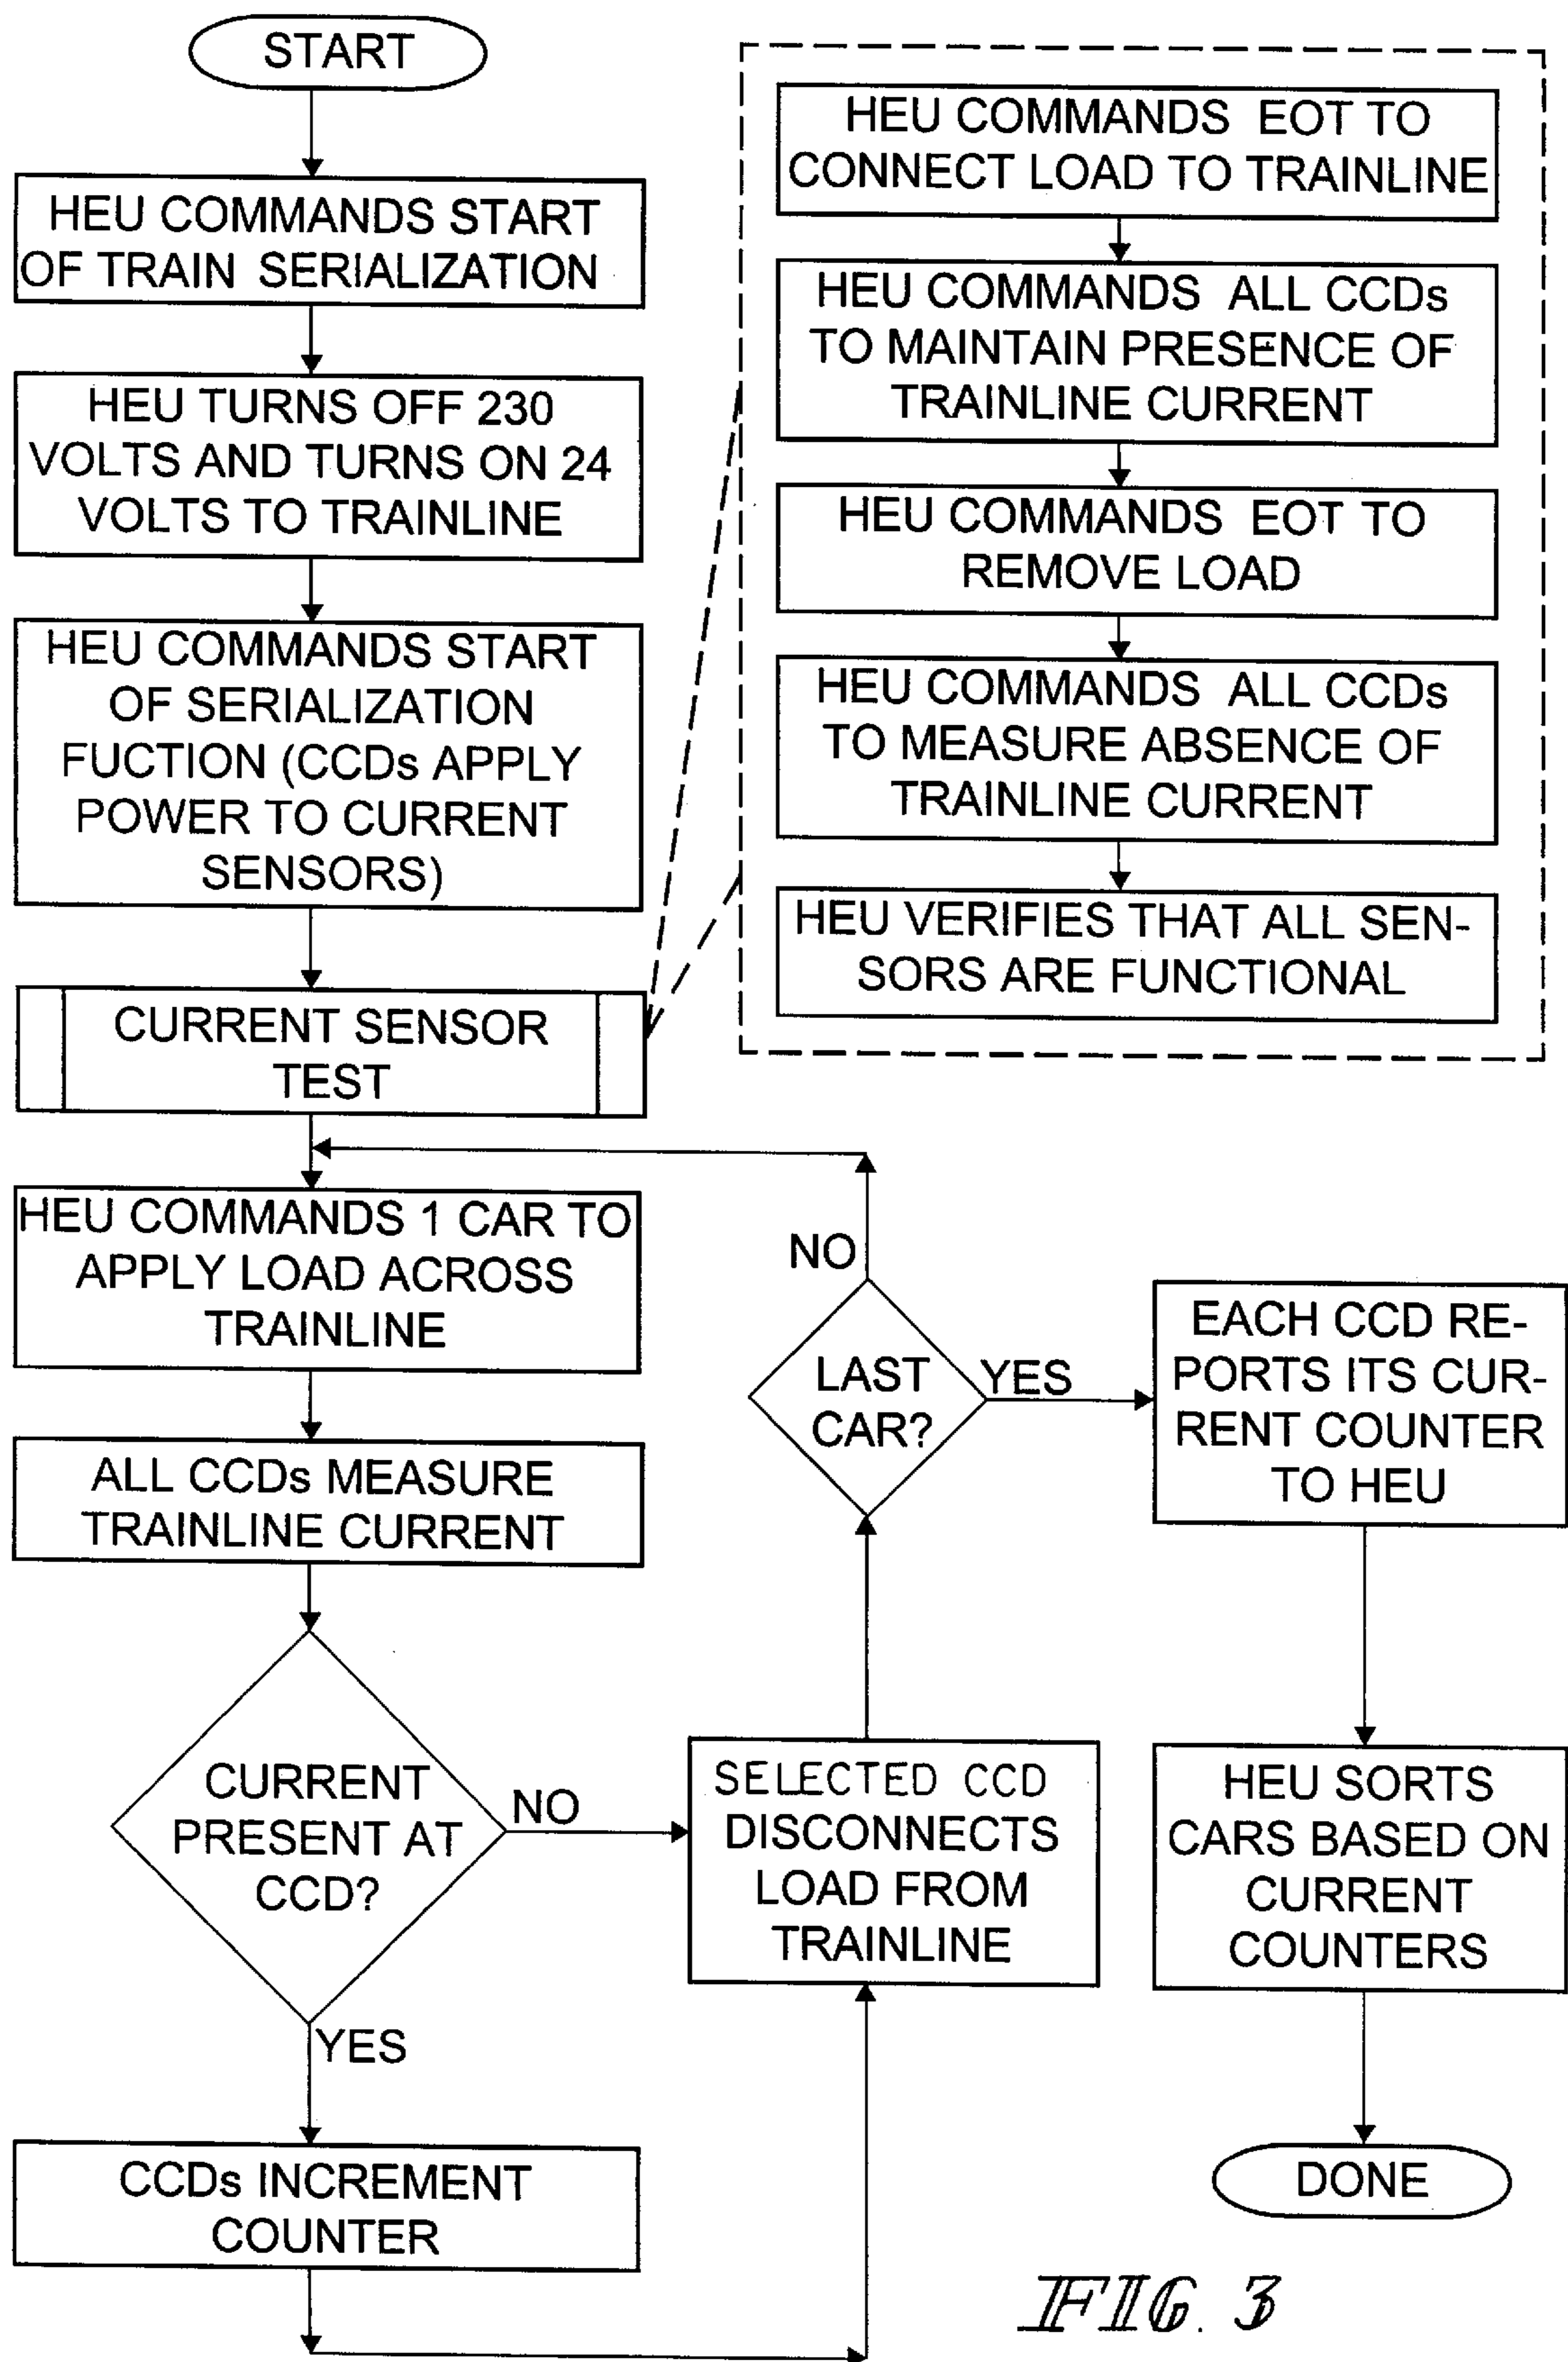 START
HEU COMMANDS START
OF TRAIN SERIALIZATION
HEU TURNS OFF 230
VOLTS AND TURNS ON 24
VOLTS TO TRAINLINE
HEU COMMANDS START
OF SERIALIZATION
FUCTION (CCDs APPLY
POWER TO CURRENT
SENSORS)
CURRENT SENSOR
TEST
HEU COMMANDS EOT TO
CONNECT LOAD TO TRAINLINE
HEU COMMANDS ALL CCDs
TO MAINTAIN PRESENCE OF
TRAINLINE CURRENT
HEU COMMANDS EOT TO
REMOVE LOAD
HEU COMMANDS ALL CCDs
TO MEASURE ABSENCE OF
TRAINLINE CURRENT
HEU VERIFIES THAT ALL SEN-
SORS ARE FUNCTIONAL
HEU COMMANDS 1 CAR TO
APPLY LOAD ACROSS
TRAINLINE
ALL CCDs MEASURE
TRAINLINE CURRENT
CURRENT
PRESENT AT
CCD?
NO
YES
CCDs INCREMENT
COUNTER
SELECTED CCD
DISCONNECTS
LOAD FROM
TRAINLINE
LAST
CAR?
NO
YES
EACH CCD RE-
PORTS ITS CUR-
RENT COUNTER
TO HEU
HEU SORTS
CARS BASED ON
CURRENT
COUNTERS
DONE
FIG. 3